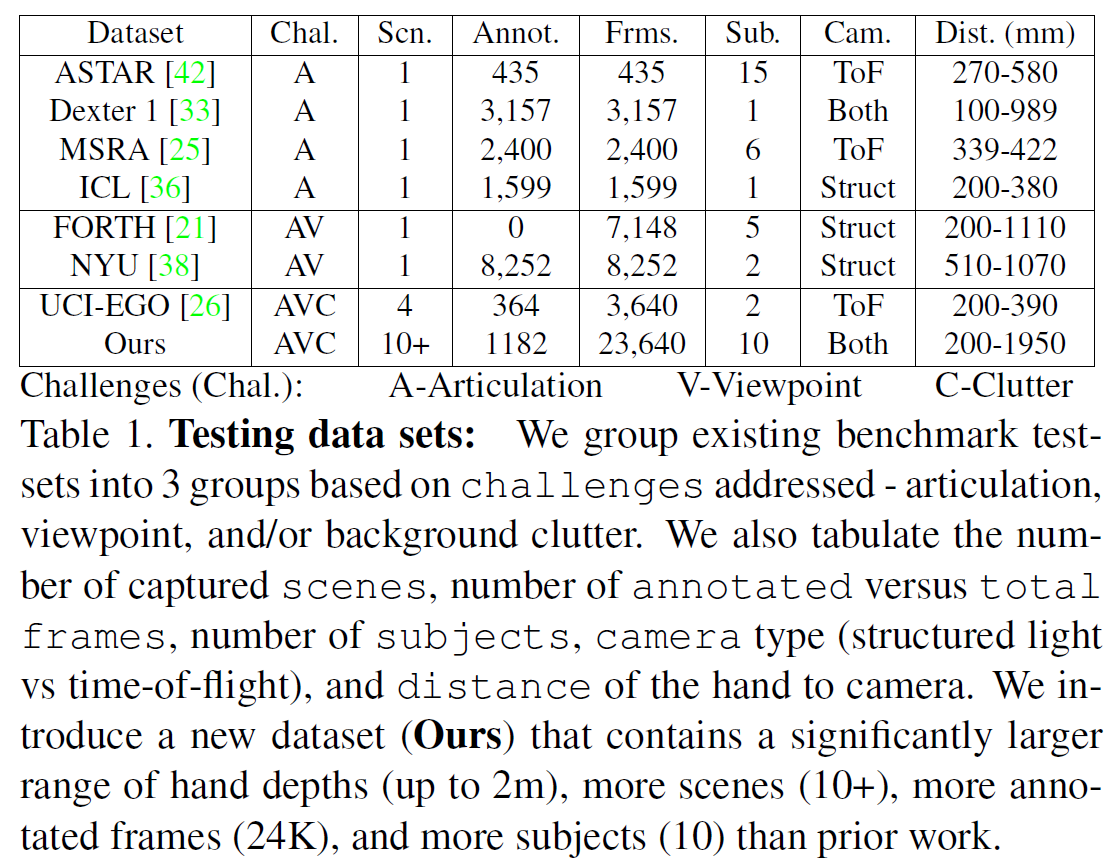 Dataset Chal. Scn. Annot. Frms. Sub. Cam. Dist. (mm)
ASTAR [42] A 1 435 435 15 ToF 270-580
Dexter 1 [33] A 1 3,157 3,157 1 Both 100-989
MSRA [25] A 1 2,400 2,400 6 ToF 339-422
ICL [36] A 1 1,599 1,599 1 Struct 200-380
FORTH [21] AV 1 0 7,148 5 Struct 200-1110
NYU [38] AV 1 8,252 8,252 2 Struct 510-1070
UCI-EGO [26] AVC 4 364 3,640 2 ToF 200-390
Ours AVC 10+ 1182 23,640 10 Both 200-1950
Challenges (Chal.): A-Articulation V-Viewpoint C-Clutter
Table 1. Testing data sets: We group existing benchmark test-
sets into 3 groups based on challenges addressed - articulation,
viewpoint, and/or background clutter. We also tabulate the num-
ber of captured scenes, number of annotated versus total
frames, number of subjects, camera type (structured light
vs time-of-flight), and distance of the hand to camera. We in-
troduce a new dataset (Ours) that contains a significantly larger
range of hand depths (up to 2m), more scenes (10+), more anno-
tated frames (24K), and more subjects (10) than prior work.